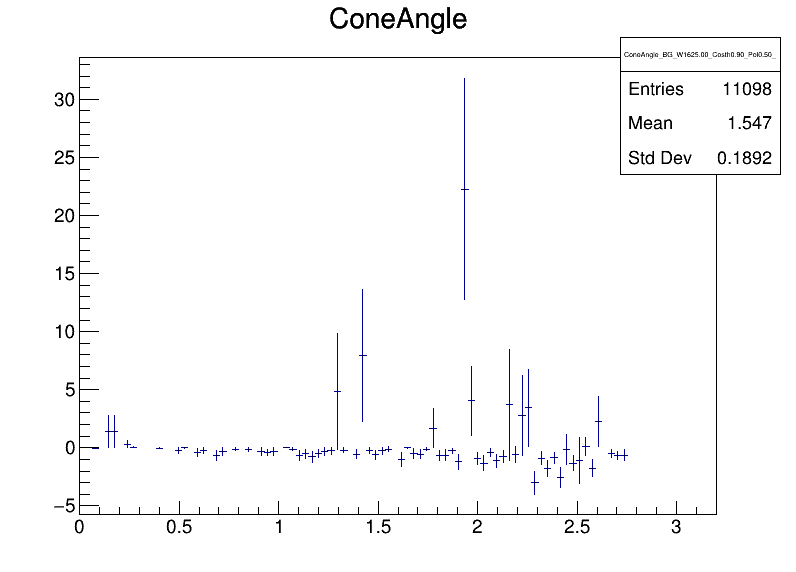 ConeAngle
ConeAngle_BG_W1625.00_Costh0.90_Pol0.50_
Entries 11098
Mean 1.547
Std Dev 0.1892
30
25
20
15
10
5
0
−5
0 0.5 1 1.5 2 2.5 3